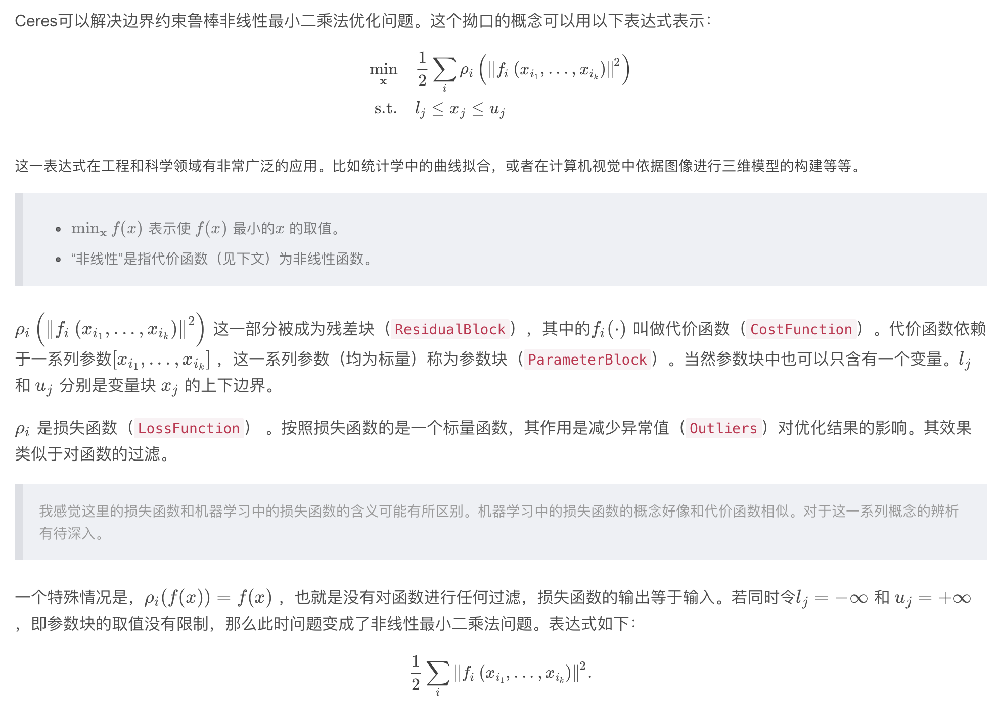 Ceres可以解决边界约束鲁棒非线性最小二乘法优化问题。这个拗口的概念可以用以下表达式表示：
$\min_{\mathbf{x}} \quad \frac{1}{2} \sum_i \rho_i \left( \| f_i (x_{i_1}, \ldots, x_{i_k}) \|^2 \right)$
$\text{s.t.} \quad l_j \leq x_j \leq u_j$
这一表达式在工程和科学领域有非常广泛的应用。比如统计学中的曲线拟合，或者在计算机视觉中依据图像进行三维模型的构建等等。
• $\min_{\mathbf{x}} f(x)$ 表示使 $f(x)$ 最小的$x$ 的取值。
• “非线性”是指代价函数（见下文）为非线性函数。
$\rho_i \left( \| f_i (x_{i_1}, \ldots, x_{i_k}) \|^2 \right)$ 这一部分被成为残差块（ResidualBlock），其中的$f_i(\cdot)$ 叫做代价函数（CostFunction）。代价函数依赖
于一系列参数$[x_{i_1}, \ldots, x_{i_k}]$ ，这一系列参数（均为标量）称为参数块（ParameterBlock）。当然参数块中也可以只含有一个变量。$l_j$
和 $u_j$ 分别是变量块 $x_j$ 的上下边界。
$\rho_i$ 是损失函数（LossFunction） 。按照损失函数的是一个标量函数，其作用是减少异常值（Outliers）对优化结果的影响。其效果
类似于对函数的过滤。
我感觉这里的损失函数和机器学习中的损失函数的含义可能有所区别。机器学习中的损失函数的概念好像和代价函数相似。对于这一系列概念的辨析
有待深入。
一个特殊情况是，$\rho_i(f(x)) = f(x)$ ，也就是没有对函数进行任何过滤，损失函数的输出等于输入。若同时令$l_j = -\infty$ 和 $u_j = +\infty$
，即参数块的取值没有限制，那么此时问题变成了非线性最小二乘法问题。表达式如下：
$\frac{1}{2} \sum_i \| f_i (x_{i_1}, \ldots, x_{i_k}) \|^2.$